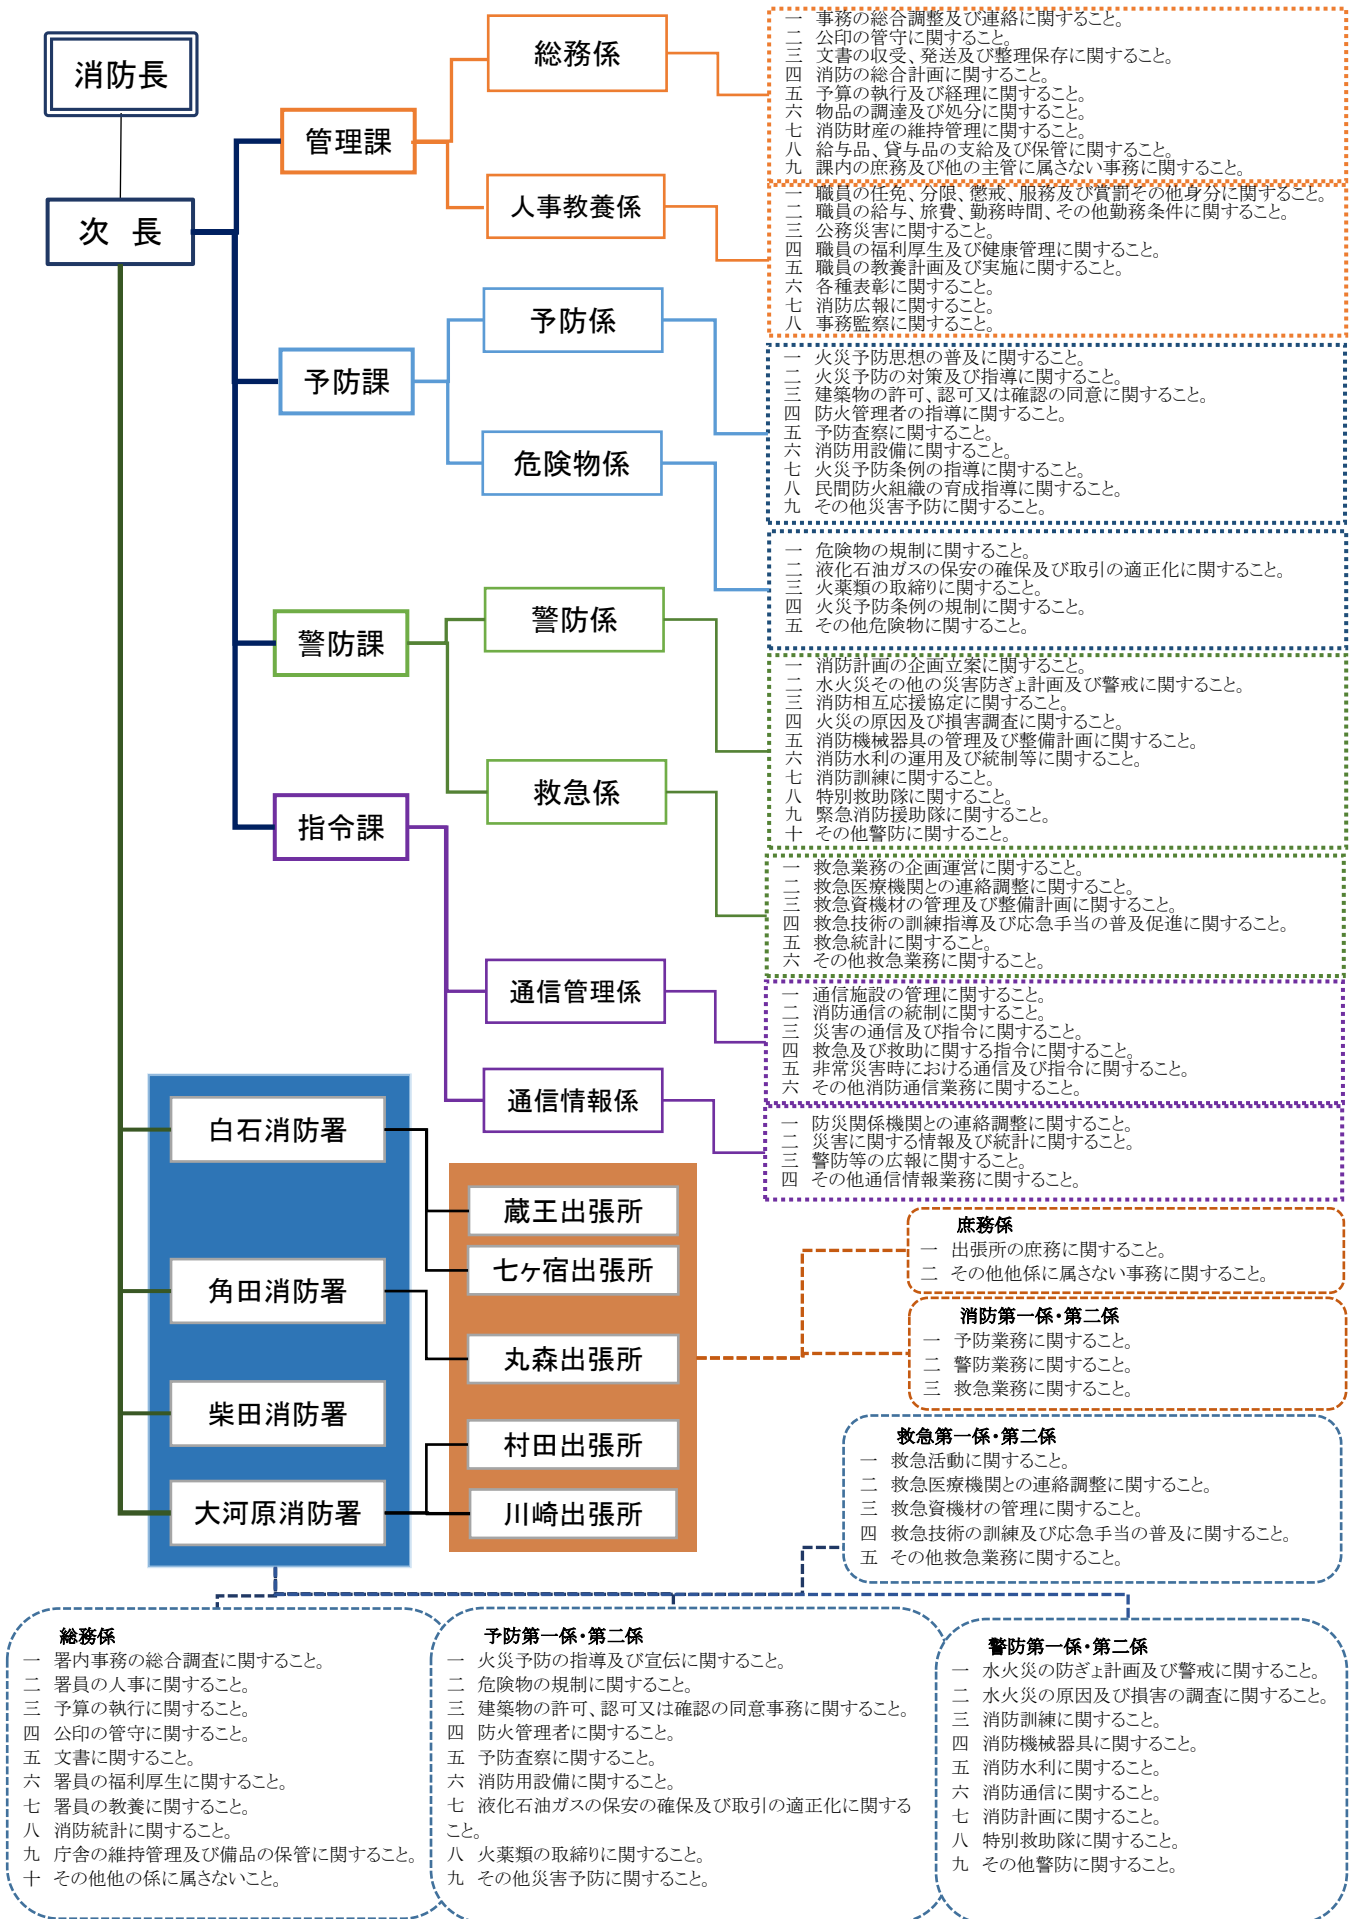 消防長
次 長
管理課
総務係
一 事務の総合調整及び連絡に関すること。
二 公印の管守に関すること。
三 文書の収受、発送及び整理保存に関すること。
四 消防の総合計画に関すること。
五 予算の執行及び経理に関すること。
六 物品の調達及び処分に関すること。
七 消防財産の維持管理に関すること。
八 給与品、貸与品の支給及び保管に関すること。
九 課内の庶務及び他の主管に属さない事務に関すること。
人事教養係
一 職員の任免、分限、懲戒、服務及び賞罰その他身分に関すること。
二 職員の給与、旅費、勤務時間、その他勤務条件に関すること。
三 公務災害に関すること。
四 職員の福利厚生及び健康管理に関すること。
五 職員の教養計画及び実施に関すること。
六 各種表彰に関すること。
七 消防広報に関すること。
八 事務監察に関すること。
予防課
予防係
一 火災予防思想の普及に関すること。
二 火災予防の対策及び指導に関すること。
三 建築物の許可、認可又は確認の同意に関すること。
四 防火管理者の指導に関すること。
五 予防査察に関すること。
六 消防用設備に関すること。
七 火災予防条例の指導に関すること。
八 民間防火組織の育成指導に関すること。
九 その他災害予防に関すること。
危険物係
一 危険物の規制に関すること。
二 液化石油ガスの保安の確保及び取引の適正化に関すること。
三 火薬類の取締りに関すること。
四 火災予防条例の規制に関すること。
五 その他危険物に関すること。
警防課
警防係
一 消防計画の企画立案に関すること。
二 水火災その他の災害防ぎょ計画及び警戒に関すること。
三 消防相互応援協定に関すること。
四 火災の原因及び損害調査に関すること。
五 消防機械器具の管理及び整備計画に関すること。
六 消防水利の運用及び統制等に関すること。
七 消防訓練に関すること。
八 特別救助隊に関すること。
九 緊急消防援助隊に関すること。
十 その他警防に関すること。
救急係
一 救急業務の企画運営に関すること。
二 救急医療機関との連絡調整に関すること。
三 救急資機材の管理及び整備計画に関すること。
四 救急技術の訓練指導及び応急手当の普及促進に関すること。
五 救急統計に関すること。
六 その他救急業務に関すること。
指令課
通信管理係
一 通信施設の管理に関すること。
二 消防通信の統制に関すること。
三 災害の通信及び指令に関すること。
四 救急及び救助に関する指令に関すること。
五 非常災害時における通信及び指令に関すること。
六 その他消防通信業務に関すること。
通信情報係
一 防災関係機関との連絡調整に関すること。
二 災害に関する情報及び統計に関すること。
三 警防等の広報に関すること。
四 その他通信情報業務に関すること。
白石消防署
蔵王出張所
七ヶ宿出張所
角田消防署
丸森出張所
柴田消防署
大河原消防署
村田出張所
川崎出張所
庶務係
一 出張所の庶務に関すること。
二 その他他係に属さない事務に関すること。
消防第一係・第二係
一 予防業務に関すること。
二 警防業務に関すること。
三 救急業務に関すること。
救急第一係・第二係
一 救急活動に関すること。
二 救急医療機関との連絡調整に関すること。
三 救急資機材の管理に関すること。
四 救急技術の訓練及び応急手当の普及に関すること。
五 その他救急業務に関すること。
総務係
一 署内事務の総合調査に関すること。
二 署員の人事に関すること。
三 予算の執行に関すること。
四 公印の管守に関すること。
五 文書に関すること。
六 署員の福利厚生に関すること。
七 署員の教養に関すること。
八 消防統計に関すること。
九 庁舎の維持管理及び備品の保管に関すること。
十 その他他の係に属さないこと。
予防第一係・第二係
一 火災予防の指導及び宣伝に関すること。
二 危険物の規制に関すること。
三 建築物の許可、認可又は確認の同意事務に関すること。
四 防火管理者に関すること。
五 予防査察に関すること。
六 消防用設備に関すること。
七 液化石油ガスの保安の確保及び取引の適正化に関する
こと。
八 火薬類の取締りに関すること。
九 その他災害予防に関すること。
警防第一係・第二係
一 水火災の防ぎょ計画及び警戒に関すること。
二 水火災の原因及び損害の調査に関すること。
三 消防訓練に関すること。
四 消防機械器具に関すること。
五 消防水利に関すること。
六 消防通信に関すること。
七 消防計画に関すること。
八 特別救助隊に関すること。
九 その他警防に関すること。